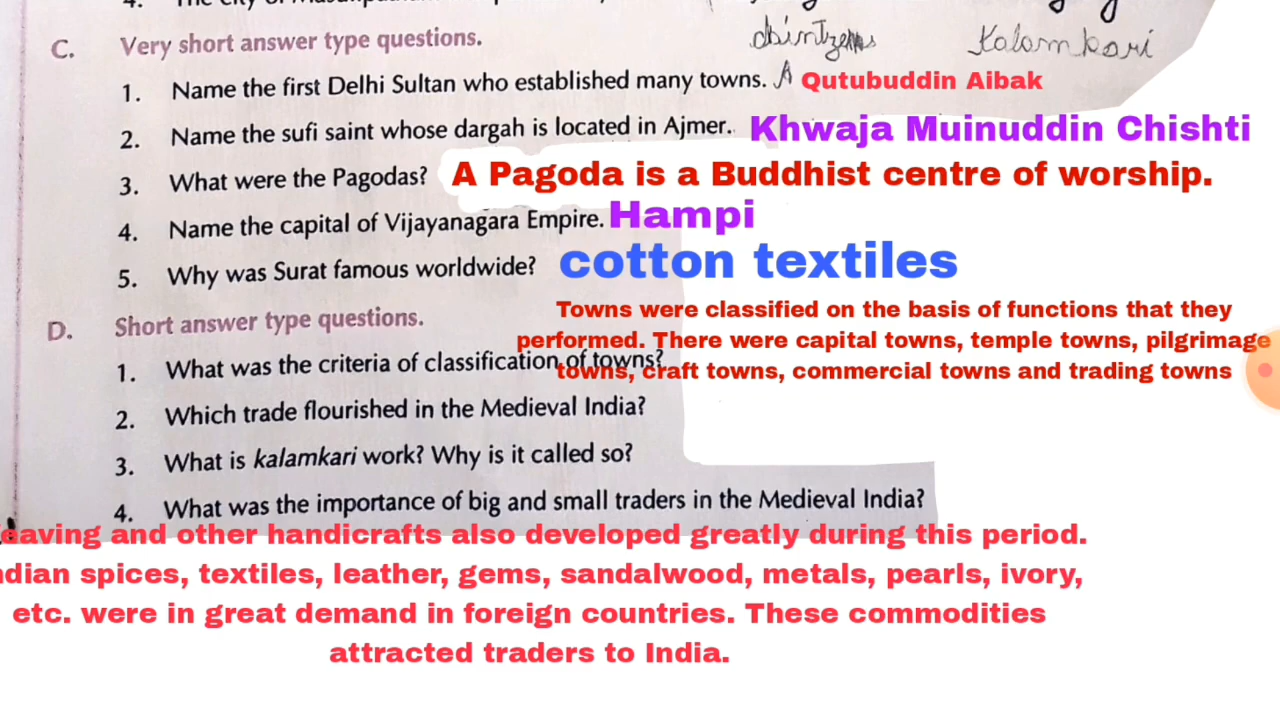 C. Very short answer type questions.
Kalamkari
1. Name the first Delhi Sultan who established many towns. A Qutubuddin Aibak
2. Name the sufi saint whose dargah is located in Ajmer. Khwaja Muinuddin Chishti
3. What were the Pagodas? A Pagoda is a Buddhist centre of worship.
4. Name the capital of Vijayanagara Empire. Hampi
5. Why was Surat famous worldwide? cotton textiles
D. Short answer type questions.
Towns were classified on the basis of functions that they
performed. There were capital towns, temple towns, pilgrimage
towns, craft towns, commercial towns and trading towns
1. What was the criteria of classification of towns?
2. Which trade flourished in the Medieval India?
3. What is kalamkari work? Why is it called so?
4. What was the importance of big and small traders in the Medieval India?
eaving and other handicrafts also developed greatly during this period.
ndian spices, textiles, leather, gems, sandalwood, metals, pearls, ivory,
etc. were in great demand in foreign countries. These commodities
attracted traders to India.